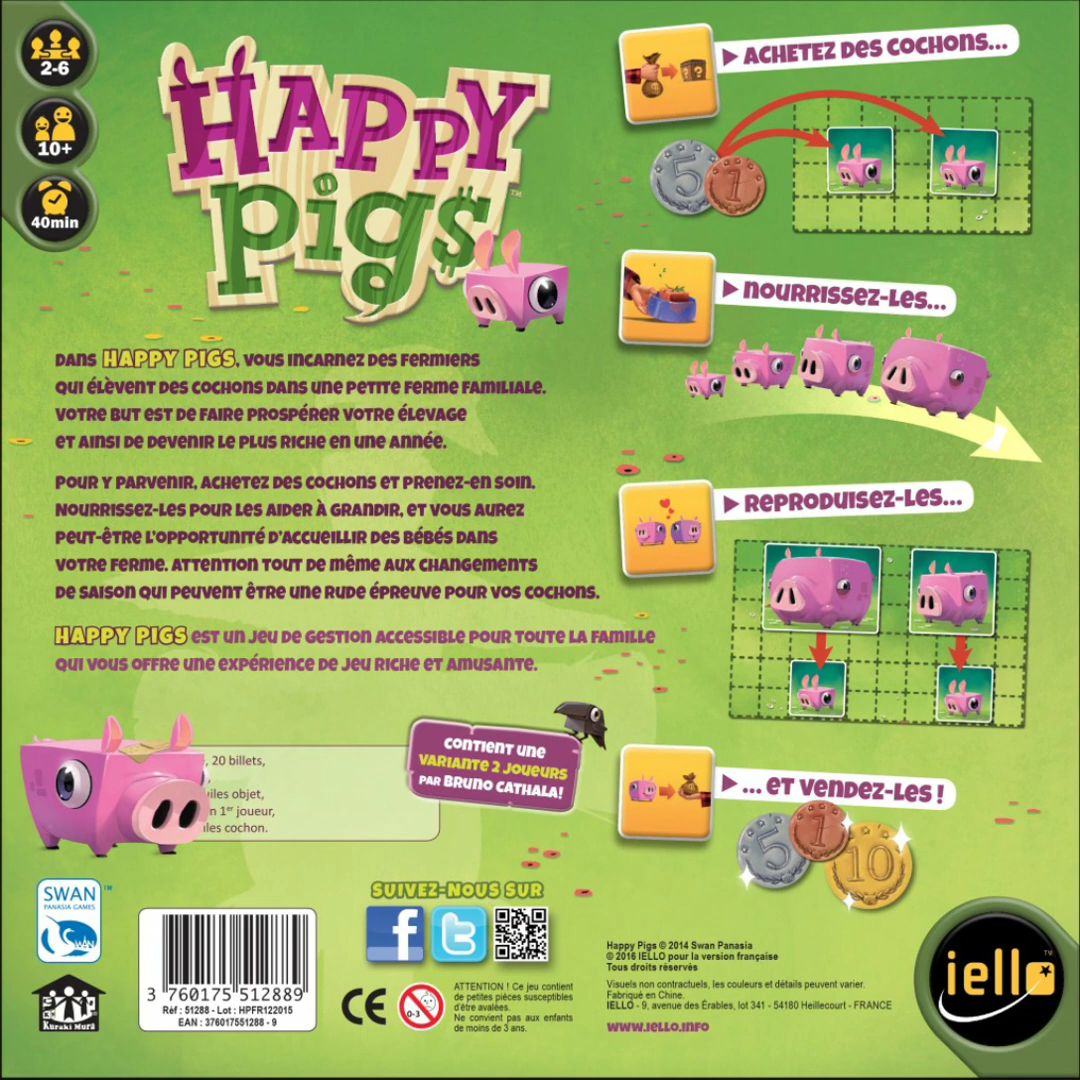 2-6
10+
40min
HAPPY
Pigs
™
DANS HAPPY PIGS, VOUS INCARNEZ DES FERMIERS
QUI ÉLÈVENT DES COCHONS DANS UNE PETITE FERME FAMILIALE.
VOTRE BUT EST DE FAIRE PROSPÉRER VOTRE ÉLEVAGE
ET AINSI DE DEVENIR LE PLUS RICHE EN UNE ANNÉE.
POUR Y PARVENIR, ACHETEZ DES COCHONS ET PRENEZ-EN SOIN.
NOURRISSEZ-LES POUR LES AIDER À GRANDIR, ET VOUS AUREZ
PEUT-ÊTRE L'OPPORTUNITÉ D'ACCUEILLIR DES BÉBÉS DANS
VOTRE FERME. ATTENTION TOUT DE MÊME AUX CHANGEMENTS
DE SAISON QUI PEUVENT ÊTRE UNE RUDE ÉPREUVE POUR VOS COCHONS.
HAPPY PIGS EST UN JEU DE GESTION ACCESSIBLE POUR TOUTE LA FAMILLE
QUI VOUS OFFRE UNE EXPÉRIENCE DE JEU RICHE ET AMUSANTE.
ACHETEZ DES COCHONS...
5
1
NOURRISSEZ-LES...
REPRODUISEZ-LES...
... ET VENDEZ-LES !
5
1
10
, 20 billets,
iles objet,
n 1er joueur,
les cochon.
CONTIENT UNE
VARIANTE 2 JOUEURS
PAR BRUNO CATHALA!
SWAN™
PANASIA GAMES
SWAN
Kuraki Mura
3 760175 512889
Réf : 51288 - Lot : HPFR122015
EAN : 376017551288 - 9
SUIVEZ-NOUS SUR
CE
0-3
ATTENTION ! Ce jeu contient
de petites pièces susceptibles
d'être avalées.
Ne convient pas aux enfants
de moins de 3 ans.
Happy Pigs © 2014 Swan Panasia
© 2016 IELLO pour la version française
Tous droits réservés
Visuels non contractuels, les couleurs et détails peuvent varier.
Fabriqué en Chine.
IELLO - 9, avenue des Érables, lot 341 - 54180 Heillecourt - FRANCE
WWW.IELLO.INFO
iello™